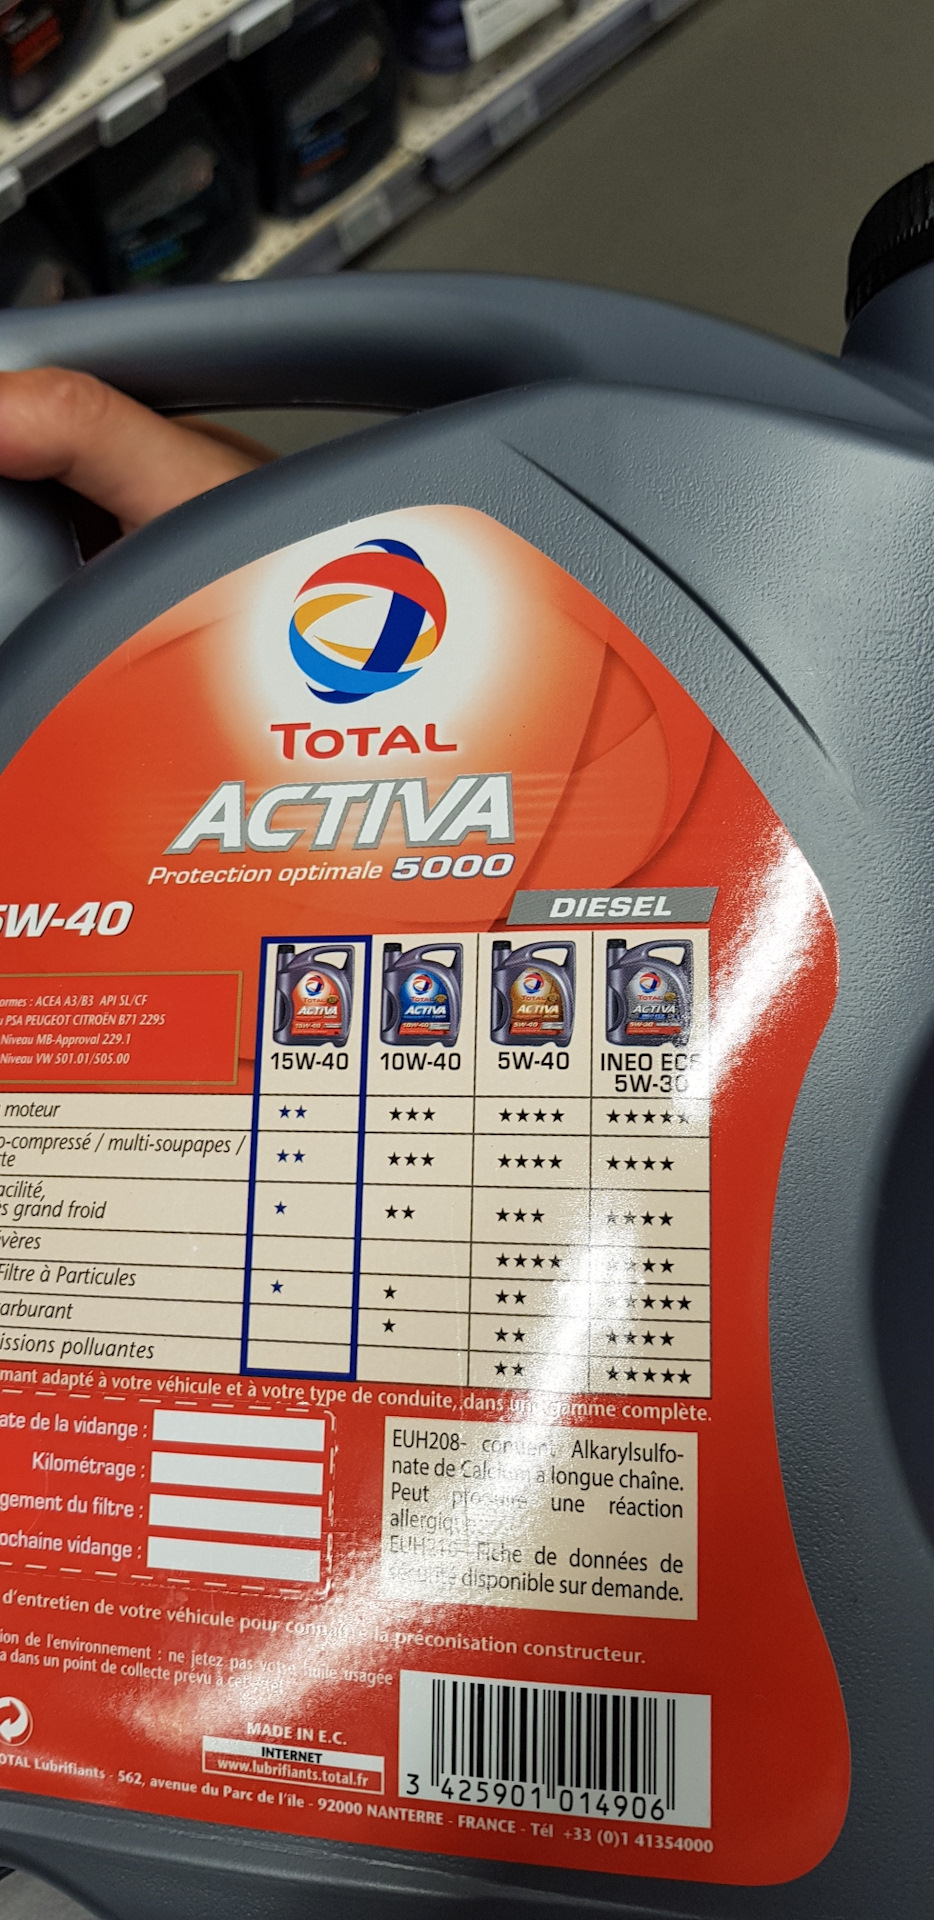 TOTAL
ACTIVA
Protection optimale 5000
5W-40
DIESEL
ormes : ACEA A3/B3 API SL/CF
PSA PEUGEOT CITROËN B71 2295
Niveau MB-Approval 229.1
Niveau VW 501.01/505.00
15W-40 10W-40 5W-40 INEO ECS
5W-30
moteur ★★ ★★★ ★★★★ ★★★★★
o-compressé / multi-soupapes /
te ★★ ★★★ ★★★★ ★★★★
acilité,
s grand froid ★ ★★ ★★★ ★★★★
vères ★★★★ ★★★★
Filtre à Particules ★ ★ ★★ ★★★★★
arburant ★ ★★ ★★★★
issions polluantes ★★ ★★★★★
mant adapté à votre véhicule et à votre type de conduite, dans une gamme complète.
ate de la vidange :
Kilométrage :
gement du filtre :
ochaine vidange :
EUH208- contient Alkarylsulfo-
nate de Calcium à longue chaîne.
Peut produire une réaction
allergique
EUH210- Fiche de données de
sécurité disponible sur demande.
d'entretien de votre véhicule pour connaître la préconisation constructeur.
ion de l'environnement : ne jetez pas votre huile usagée
a dans un point de collecte prévu à cet
MADE IN E.C.
INTERNET
www.lubrifiants.total.fr
3 425901 014906
OTAL Lubrifiants - 562, avenue du Parc de l'île - 92000 NANTERRE - FRANCE - Tél +33 (0)1 41354000